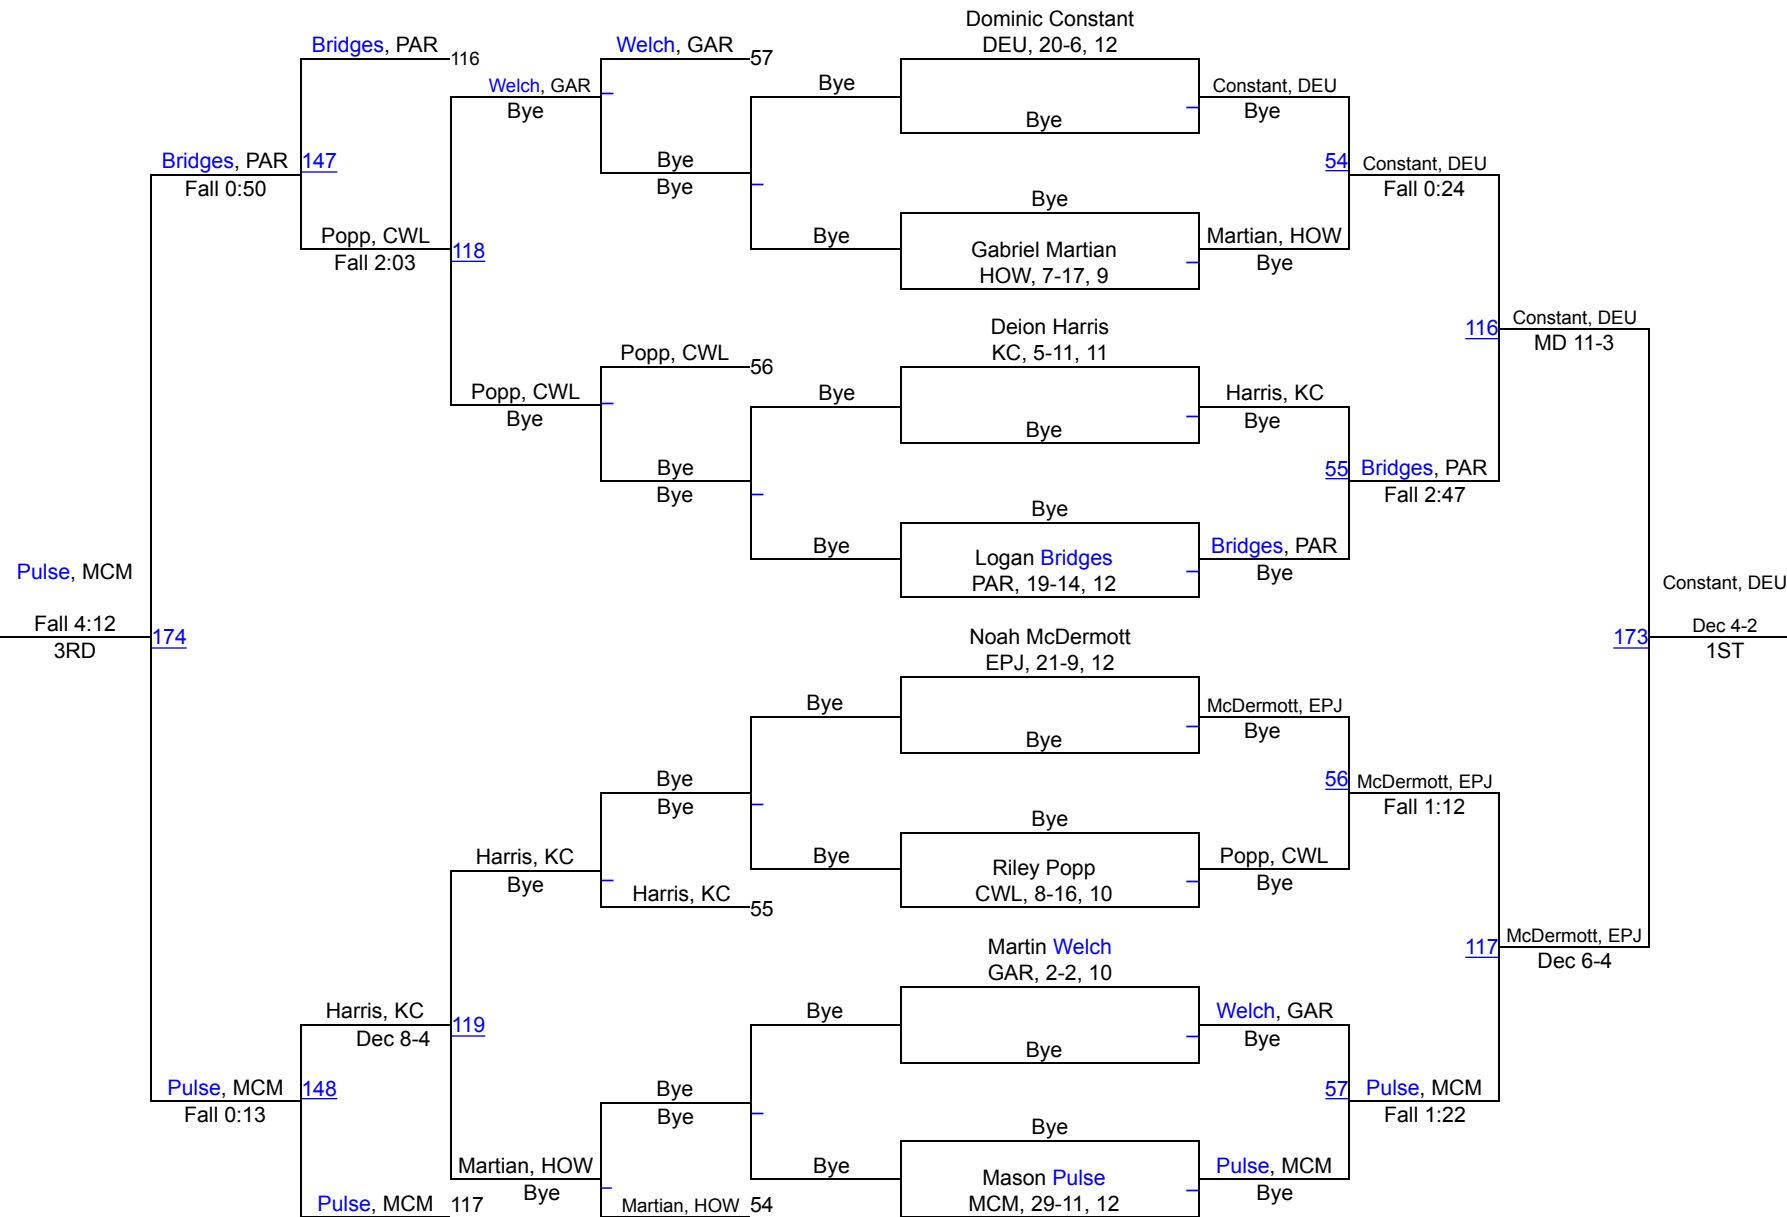 Dominic Constant
DEU, 20-6, 12
Bridges, PAR
116
Welch, GAR
57
Welch, GAR
Bye
Bye
Bye
Constant, DEU
Bye
Bridges, PAR
147
Fall 0:50
Bye
Bye
54
Constant, DEU
Fall 0:24
Popp, CWL
Fall 2:03
118
Bye
Bye
Gabriel Martian
HOW, 7-17, 9
Martian, HOW
Bye
Deion Harris
KC, 5-11, 11
116
Constant, DEU
MD 11-3
Popp, CWL
56
Popp, CWL
Bye
Bye
Bye
Harris, KC
Bye
Bye
Bye
55
Bridges, PAR
Fall 2:47
Bye
Bye
Logan Bridges
PAR, 19-14, 12
Bridges, PAR
Bye
Pulse, MCM
Fall 4:12
3RD
174
Constant, DEU
173
Dec 4-2
1ST
Noah McDermott
EPJ, 21-9, 12
Bye
Bye
McDermott, EPJ
Bye
Bye
Bye
56
McDermott, EPJ
Fall 1:12
Harris, KC
Bye
Bye
Bye
Riley Popp
CWL, 8-16, 10
Popp, CWL
Bye
Harris, KC
55
Martin Welch
GAR, 2-2, 10
117
McDermott, EPJ
Dec 6-4
Harris, KC
Dec 8-4
119
Bye
Bye
Welch, GAR
Bye
Pulse, MCM
148
Fall 0:13
Bye
Bye
57
Pulse, MCM
Fall 1:22
Martian, HOW
Bye
Bye
Bye
Mason Pulse
MCM, 29-11, 12
Pulse, MCM
Bye
Pulse, MCM
117
Martian, HOW
54